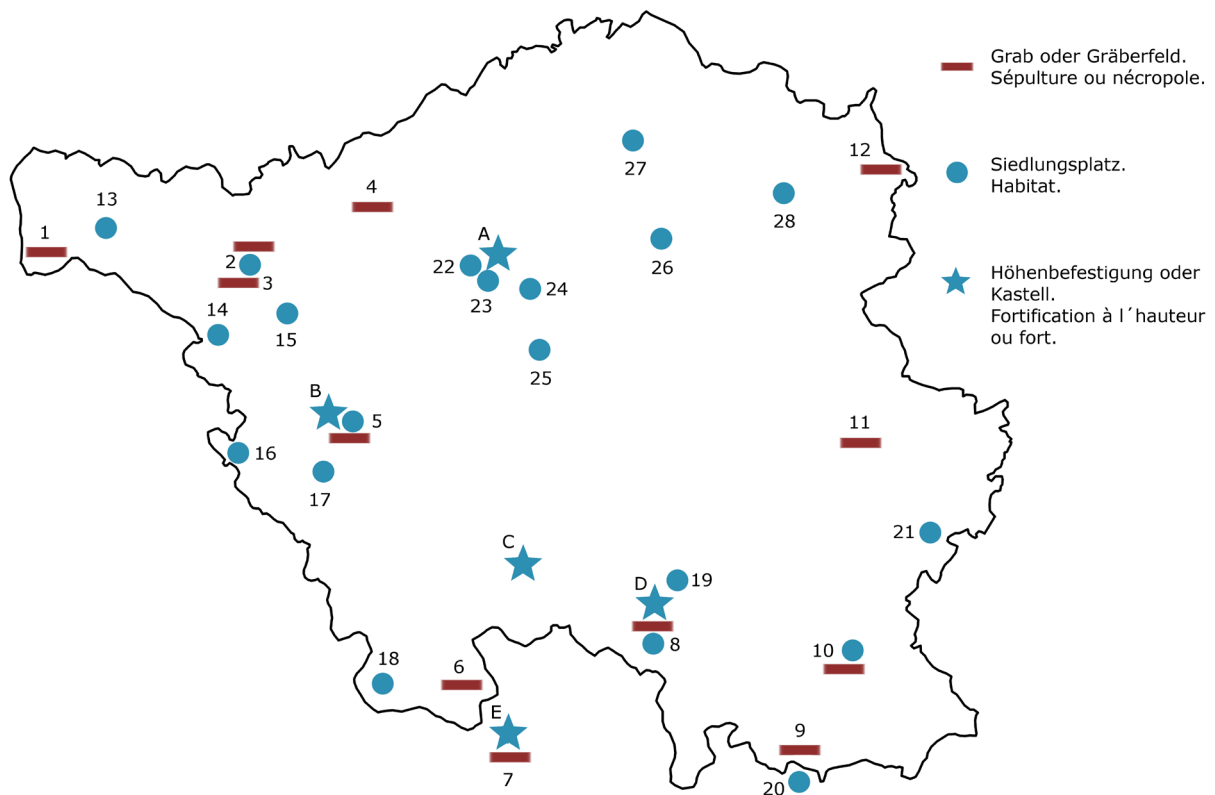 Grab oder Gräberfeld.
Sépulture ou nécropole.
Siedlungsplatz.
Habitat.
Höhenbefestigung oder
Kastell.
Fortification à l´hauteur
ou fort.
27
12
28
4
13
1
A
2
22
26
3
23
24
14
15
25
B
5
16
11
17
C
21
D
19
8
10
18
6
E
9
7
20